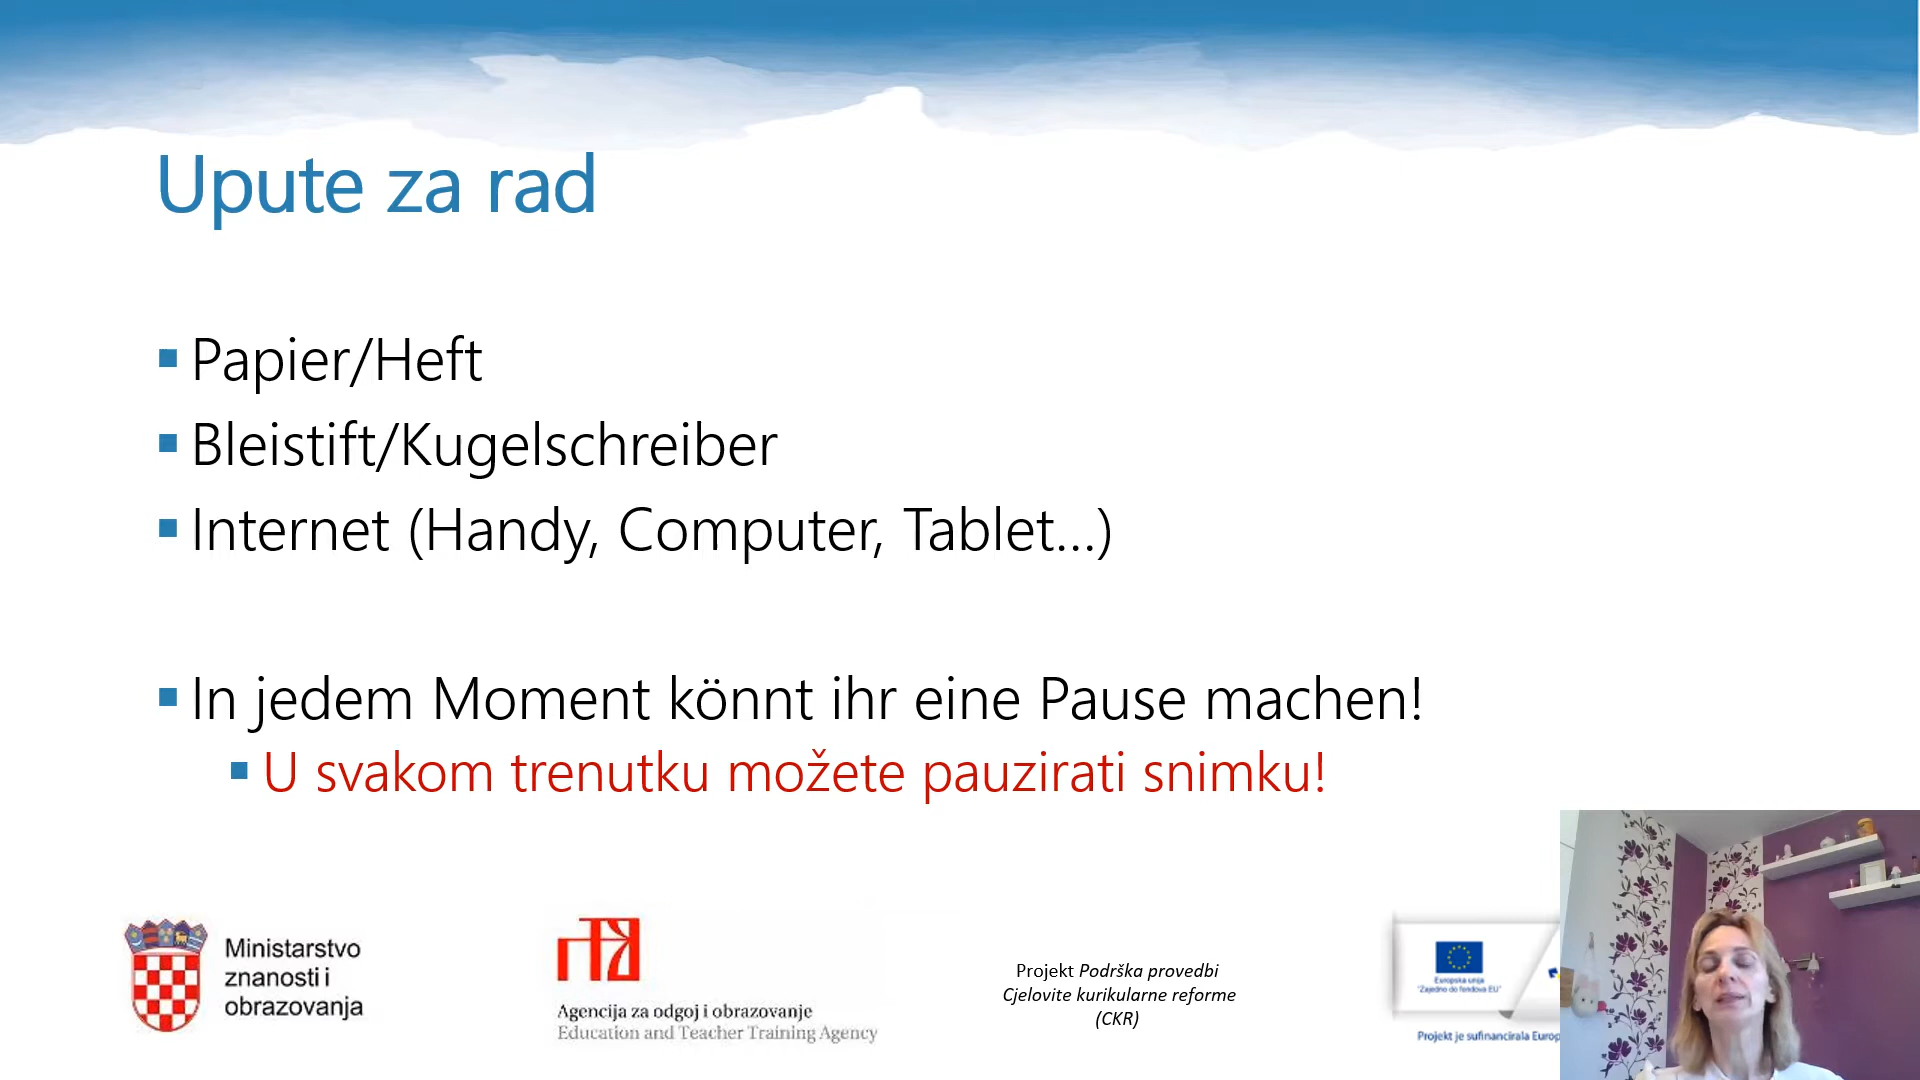 Upute za rad
Papier/Heft
Bleistift/Kugelschreiber
Internet (Handy, Computer, Tablet...)
In jedem Moment könnt ihr eine Pause machen!
U svakom trenutku možete pauzirati snimku!
Ministarstvo
znanosti i
obrazovanja
Agencija za odgoj i obrazovanje
Education and Teacher Training Agency
Projekt Podrška provedbi
Cjelovite kurikularne reforme
(CKR)
Europska unija
"Zajedno do fondova EU"
Projekt je sufinancirala Europ